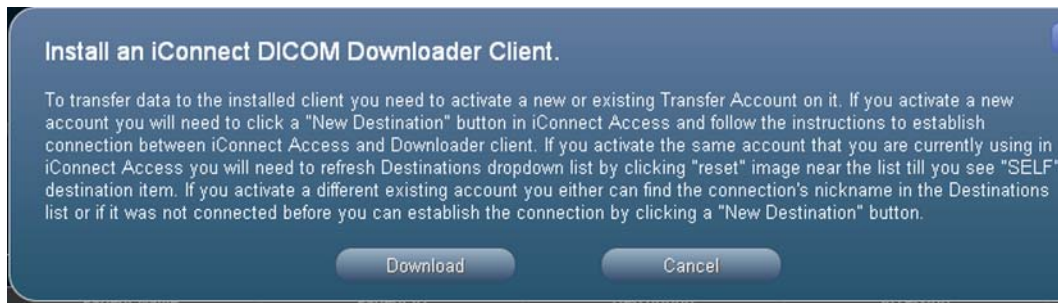 Install an iConnect DICOM Downloader Client.
To transfer data to the installed client you need to activate a new or existing Transfer Account on it. If you activate a new
account you will need to click a "New Destination" button in iConnect Access and follow the instructions to establish
connection between iConnect Access and Downloader client. If you activate the same account that you are currently using in
iConnect Access you will need to refresh Destinations dropdown list by clicking "reset" image near the list till you see "SELF"
destination item. If you activate a different existing account you either can find the connection's nickname in the Destinations
list or if it was not connected before you can establish the connection by clicking a "New Destination" button.
Download Cancel